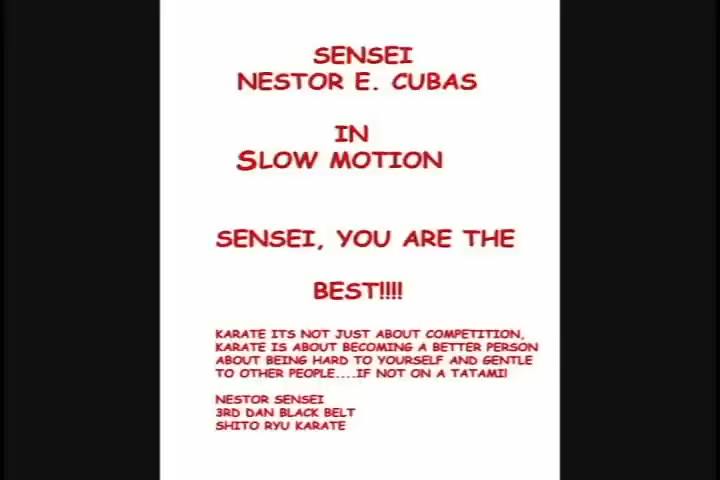 SENSEI
NESTOR E. CUBAS
IN
SLOW MOTION
SENSEI, YOU ARE THE
BEST!!!!
KARATE ITS NOT JUST ABOUT COMPETITION,
KARATE IS ABOUT BECOMING A BETTER PERSON
ABOUT BEING HARD TO YOURSELF AND GENTLE
TO OTHER PEOPLE....IF NOT ON A TATAMI!
NESTOR SENSEI
3RD DAN BLACK BELT
SHITO RYU KARATE